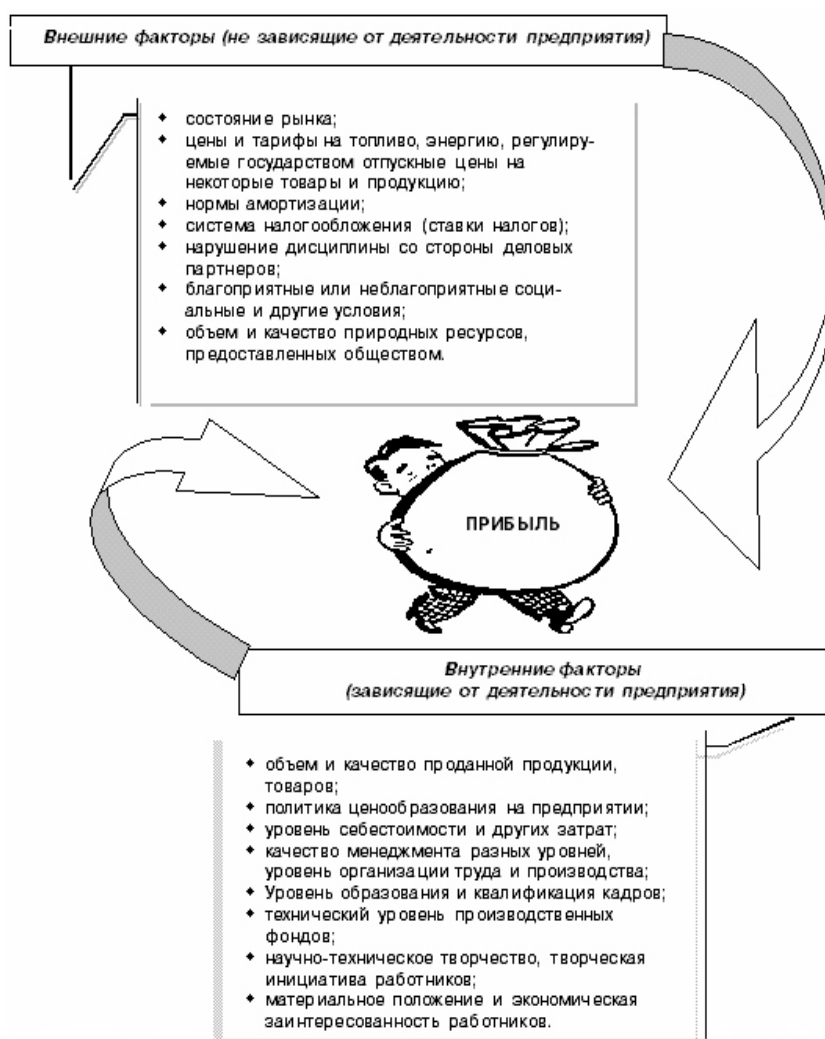 Внешние факторы (не зависящие от деятельности предприятия)
◆ состояние рынка;
◆ цены и тарифы на топливо, энергию, регулиру-
емые государством отпускные цены на
некоторые товары и продукцию;
◆ нормы амортизации;
◆ система налогообложения (ставки налогов);
◆ нарушение дисциплины со стороны деловых
партнеров;
◆ благоприятные или неблагоприятные соци-
альные и другие условия;
◆ объем и качество природных ресурсов,
предоставленных обществом.
ПРИБЫЛЬ
Внутренние факторы
(зависящие от деятельности предприятия)
◆ объем и качество проданной продукции,
товаров;
◆ политика ценообразования на предприятии;
◆ уровень себестоимости и других затрат;
◆ качество менеджмента разных уровней,
уровень организации труда и производства;
◆ Уровень образования и квалификация кадров;
◆ технический уровень производственных
фондов;
◆ научно-техническое творчество, творческая
инициатива работников;
◆ материальное положение и экономическая
заинтересованность работников.